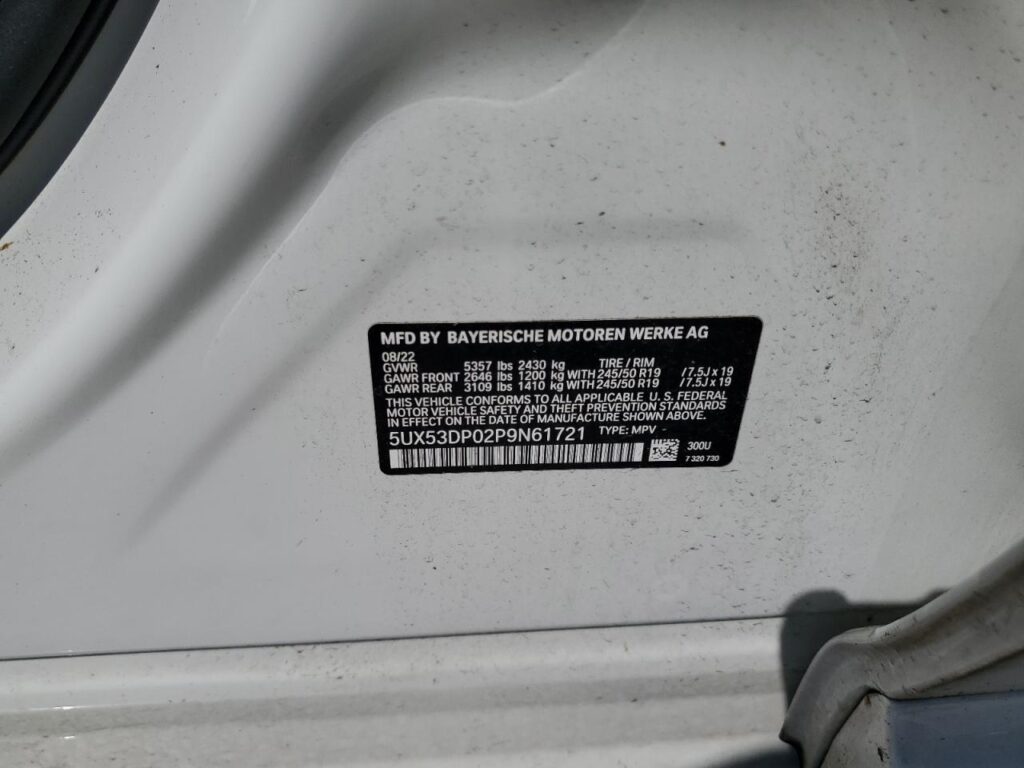 MFD BY BAYERISCHE MOTOREN WERKE AG
08/22
GVWR 5357 lbs 2430 kg TIRE / RIM
GAWR FRONT 2646 lbs 1200 kg WITH 245/50 R19 /7.5J x 19
GAWR REAR 3109 lbs 1410 kg WITH 245/50 R19 /7.5J x 19
THIS VEHICLE CONFORMS TO ALL APPLICABLE U. S. FEDERAL
MOTOR VEHICLE SAFETY AND THEFT PREVENTION STANDARDS
IN EFFECT ON THE DATE OF MANUFACTURE SHOWN ABOVE.
5UX53DP02P9N61721 TYPE: MPV -
300U
7 320 730